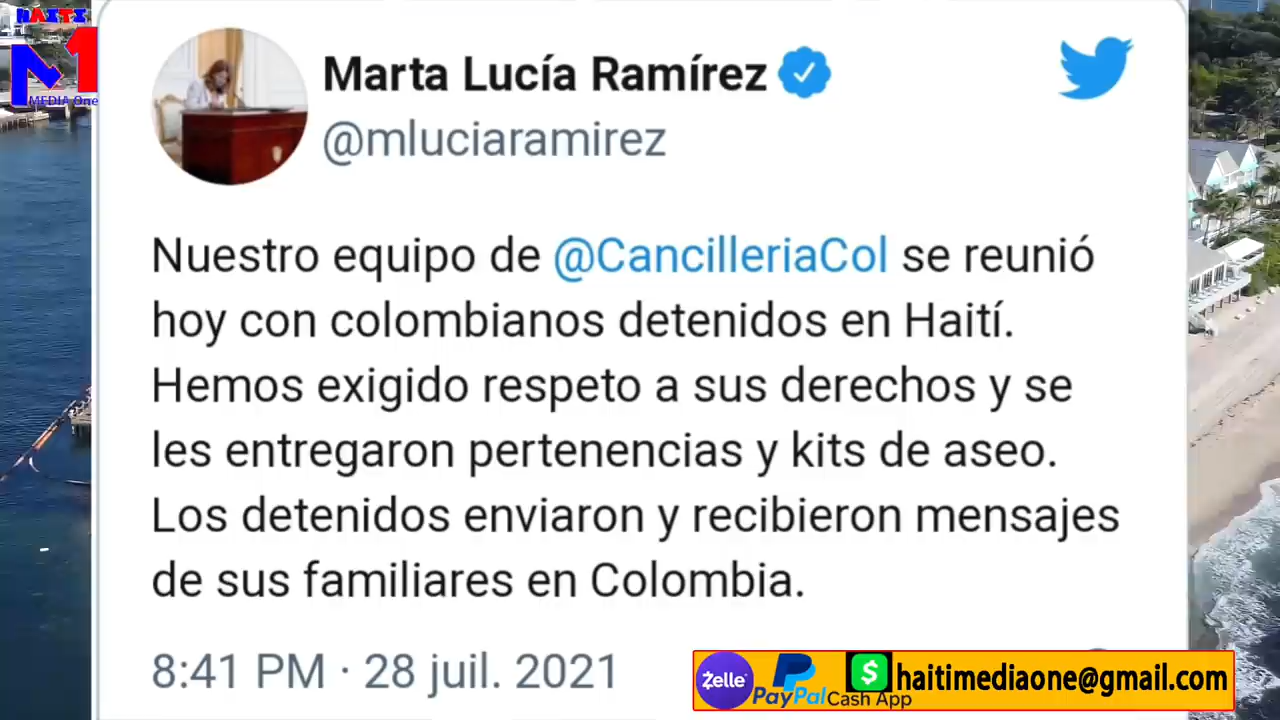 HAITI
M1
MEDIA One
Marta Lucía Ramírez
@mluciaramirez
Nuestro equipo de @CancilleriaCol se reunió
hoy con colombianos detenidos en Haití.
Hemos exigido respeto a sus derechos y se
les entregaron pertenencias y kits de aseo.
Los detenidos enviaron y recibieron mensajes
de sus familiares en Colombia.
8:41 PM · 28 juil. 2021
Zelle
PayPal
$
Cash App
haitimediaone@gmail.com